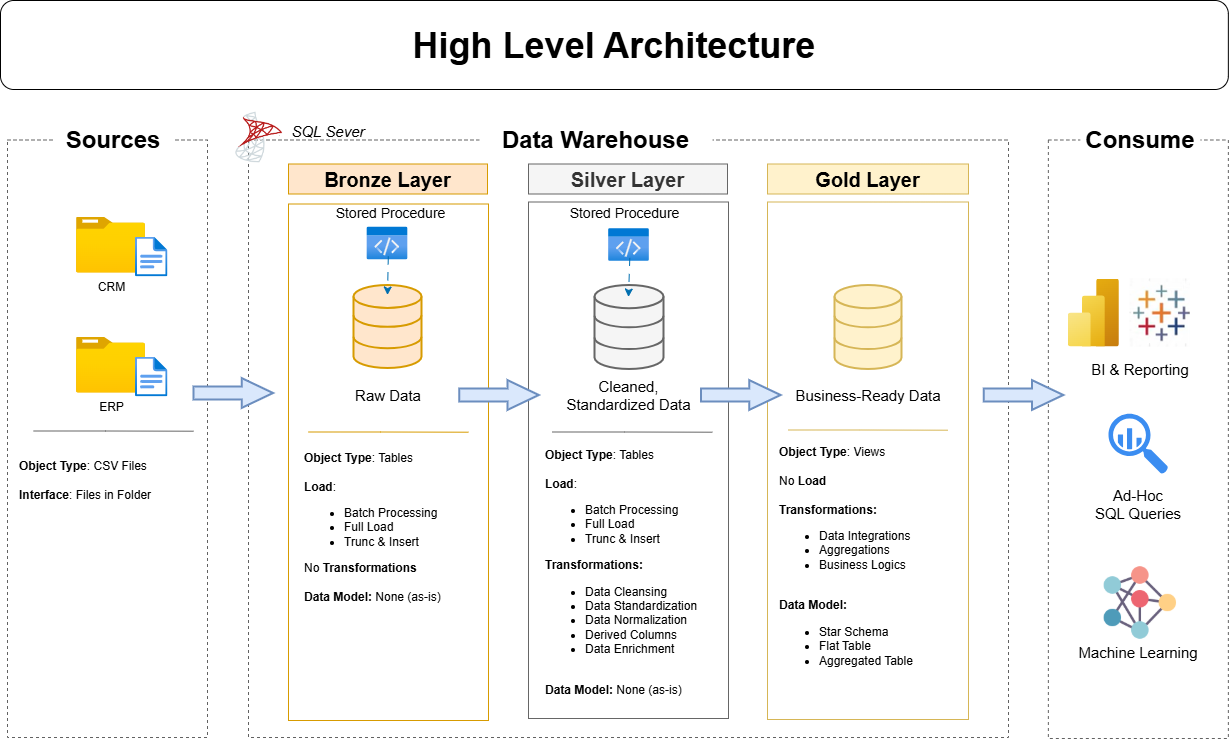 High Level Architecture
Sources
CRM
ERP
Object Type: CSV Files
Interface: Files in Folder
SQL Sever
Data Warehouse
Bronze Layer
Stored Procedure
Raw Data
Object Type: Tables
Load:
Batch Processing
Full Load
Trunc & Insert
No Transformations
Data Model: None (as-is)
Silver Layer
Stored Procedure
Cleaned,
Standardized Data
Object Type: Tables
Load:
Batch Processing
Full Load
Trunc & Insert
Transformations:
Data Cleansing
Data Standardization
Data Normalization
Derived Columns
Data Enrichment
Data Model: None (as-is)
Gold Layer
Business-Ready Data
Object Type: Views
No Load
Transformations:
Data Integrations
Aggregations
Business Logics
Data Model:
Star Schema
Flat Table
Aggregated Table
Consume
BI & Reporting
Ad-Hoc
SQL Queries
Machine Learning